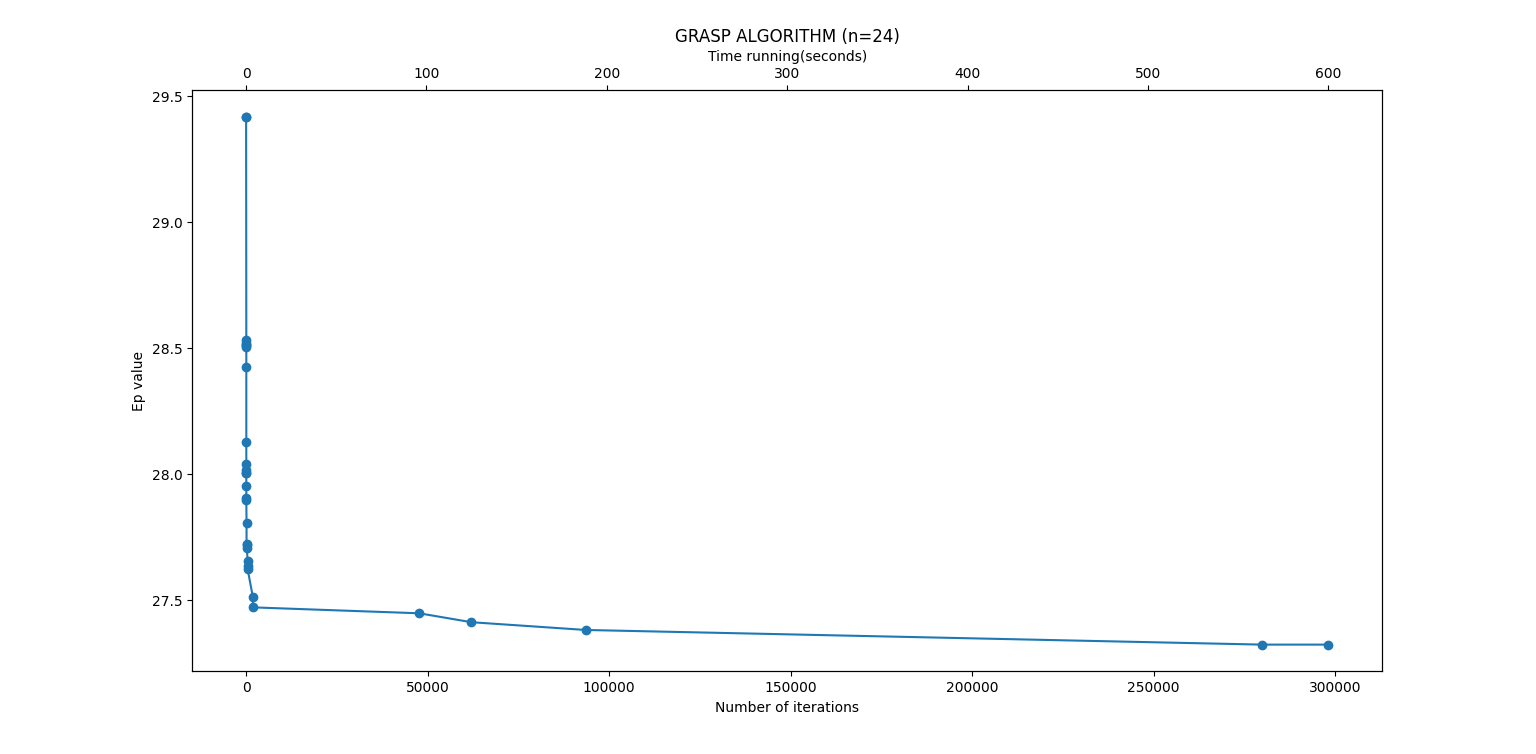 GRASP ALGORITHM (n=24)
Time running(seconds)
0 100 200 300 400 500 600
29.5
29.0
28.5
28.0
27.5
Ep value
0 50000 100000 150000 200000 250000 300000
Number of iterations